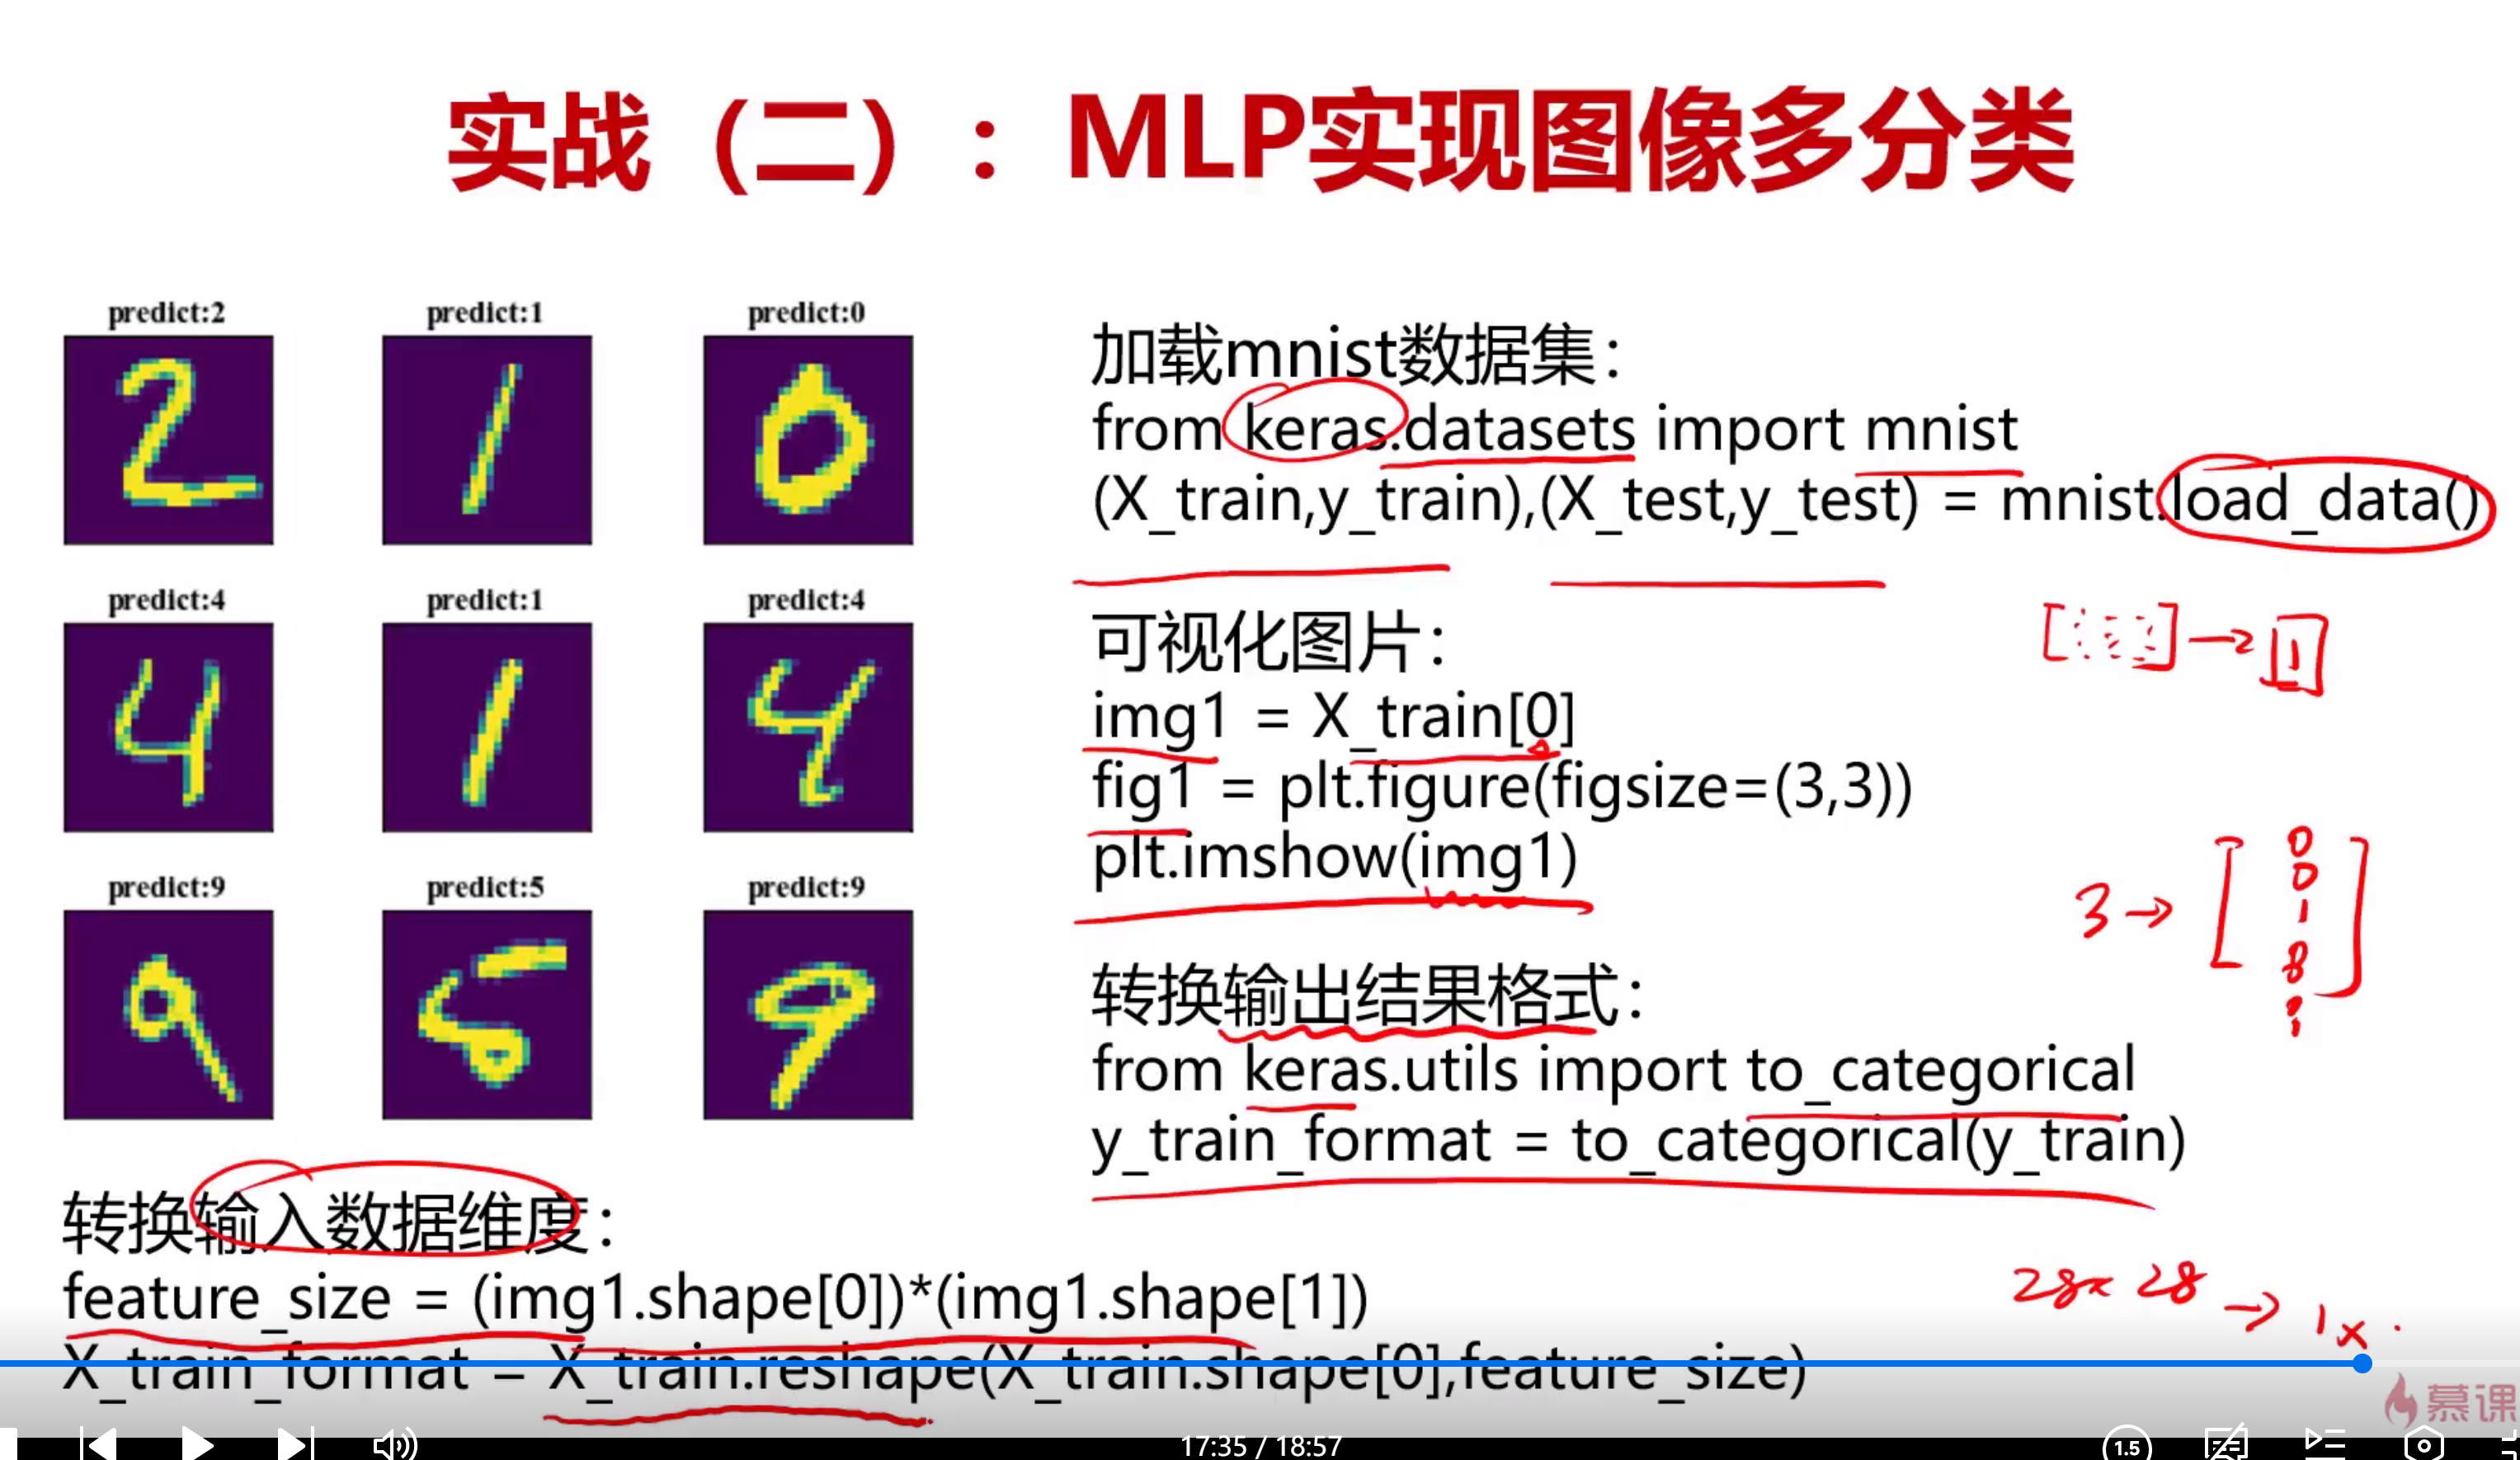 实战（二）：MLP实现图像多分类
predict:2
predict:1
predict:0
predict:4
predict:1
predict:4
predict:9
predict:5
predict:9
加载mnist数据集：
from keras.datasets import mnist
(X_train,y_train),(X_test,y_test) = mnist.load_data()
[ ]→[1]
可视化图片：
img1 = X_train[0]
fig1 = plt.figure(figsize=(3,3))
plt.imshow(img1)
3→
0
0
1
转换输出结果格式：
from keras.utils import to_categorical
y_train_format = to_categorical(y_train)
转换输入数据维度：
feature_size = (img1.shape[0])*(img1.shape[1])
X_train_format = X_train.reshape(X_train.shape[0],feature_size)
28×28→1×
慕课
17:35 / 18:57
1.5